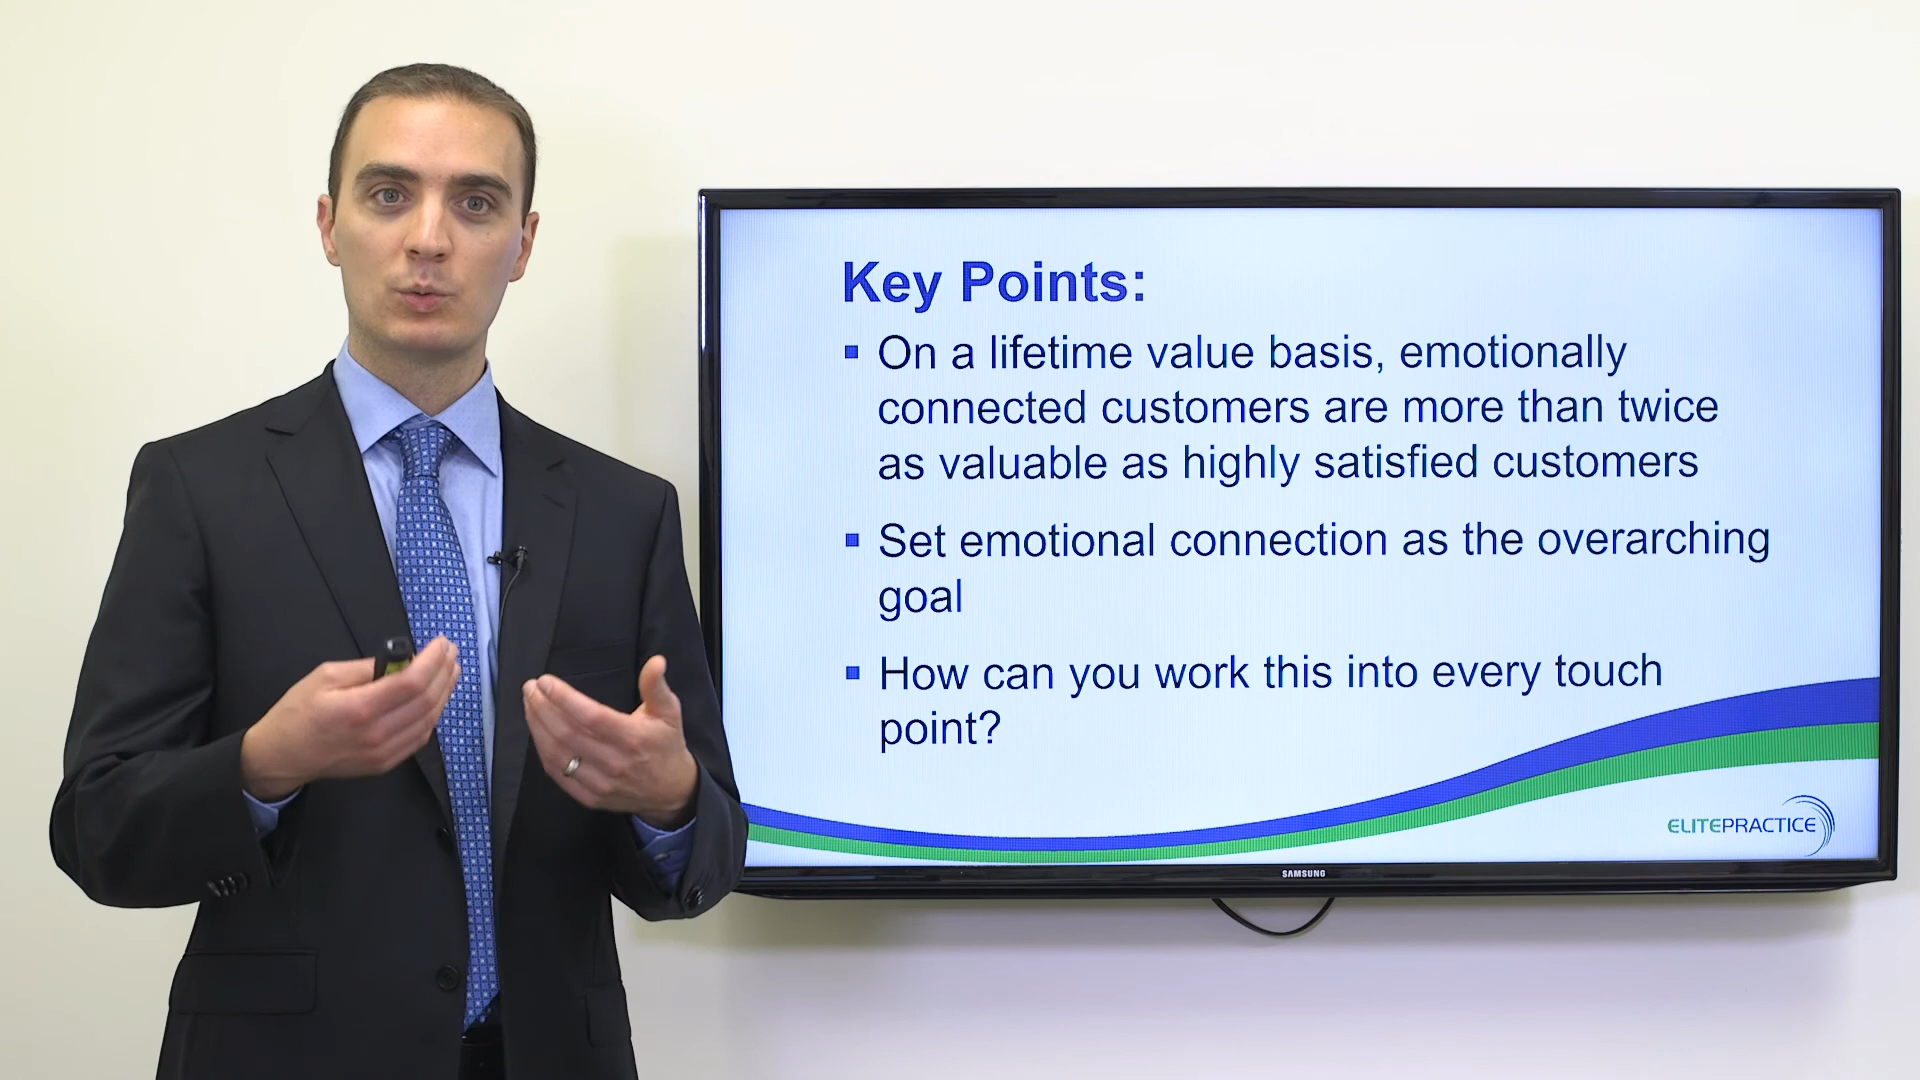 Key Points:
▪ On a lifetime value basis, emotionally
connected customers are more than twice
as valuable as highly satisfied customers
▪ Set emotional connection as the overarching
goal
▪ How can you work this into every touch
point?
ELITEPRACTICE
SAMSUNG